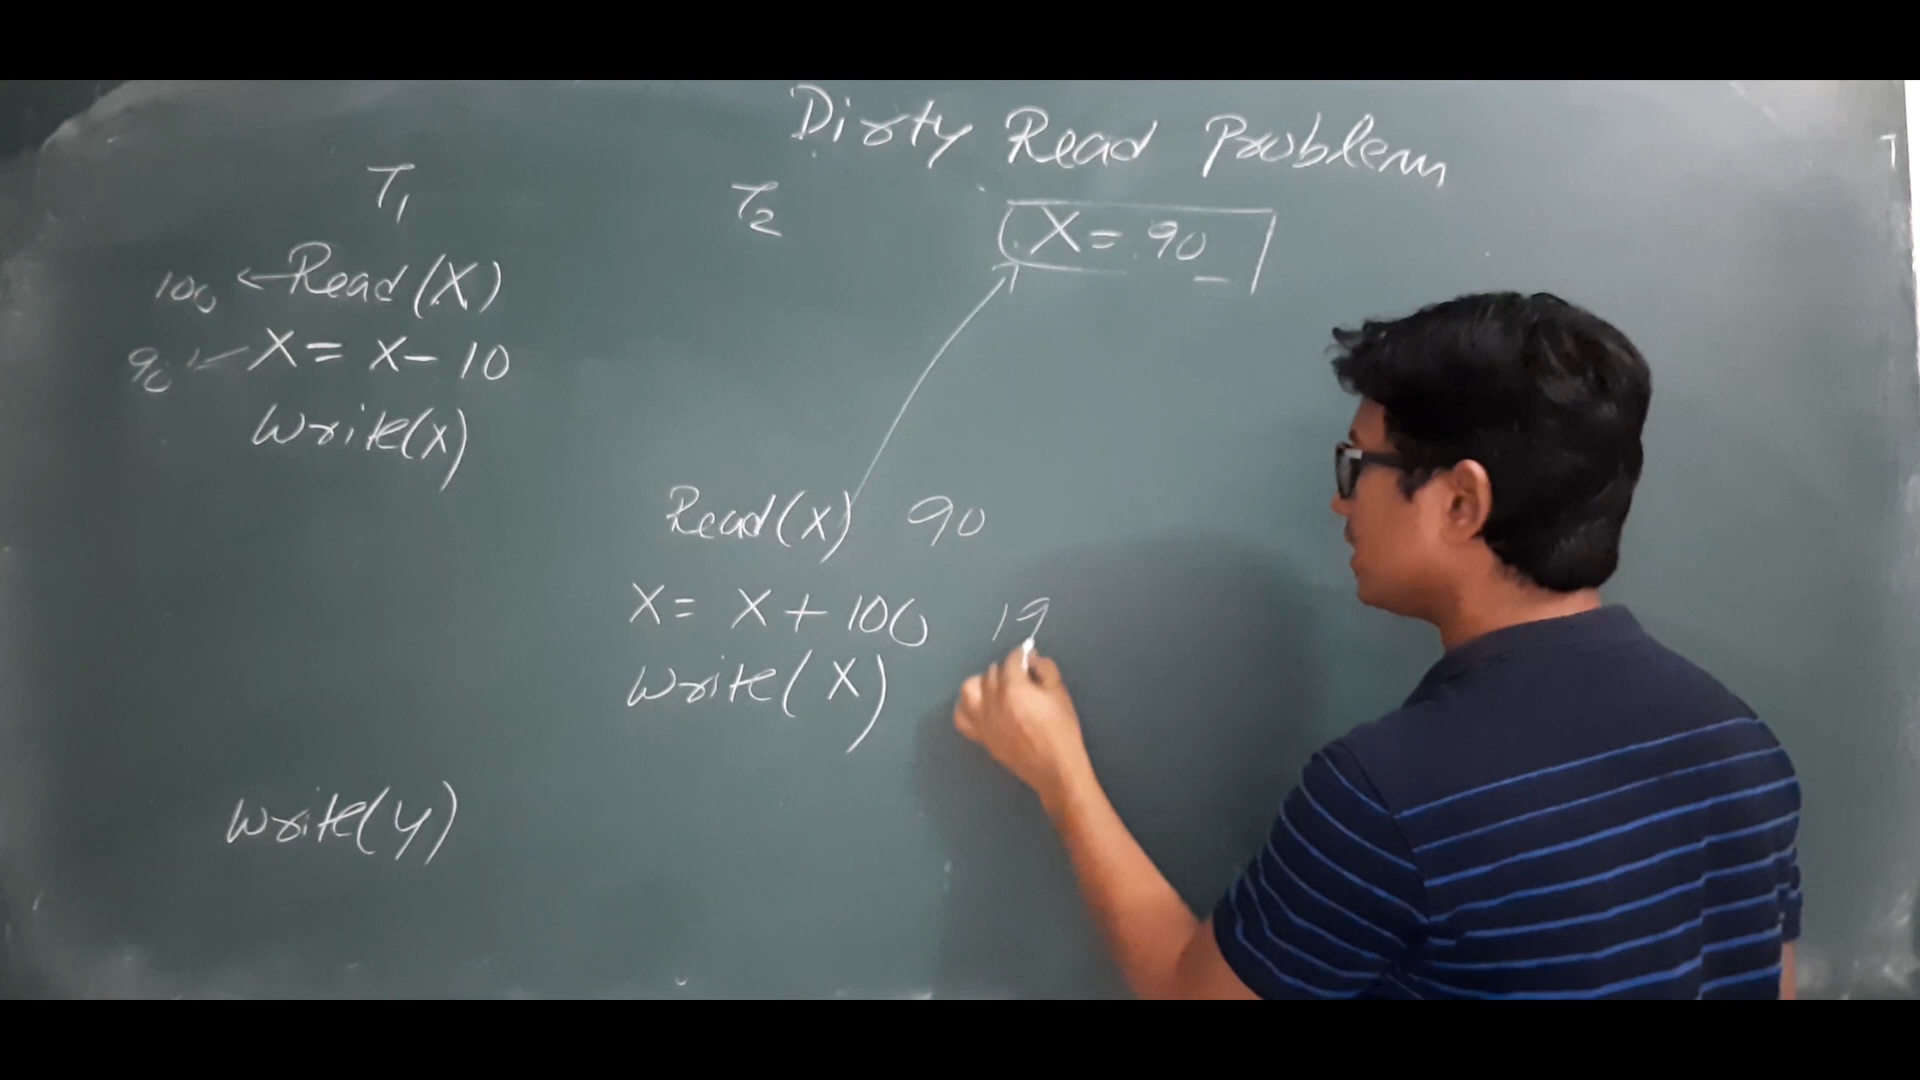 Dirty Read Problem
T1 T2
X = 90
100 ← Read(X)
90 ← X = X - 10
Write(X)
Read(X) 90
X = X + 100 19
Write(X)
Write(Y)